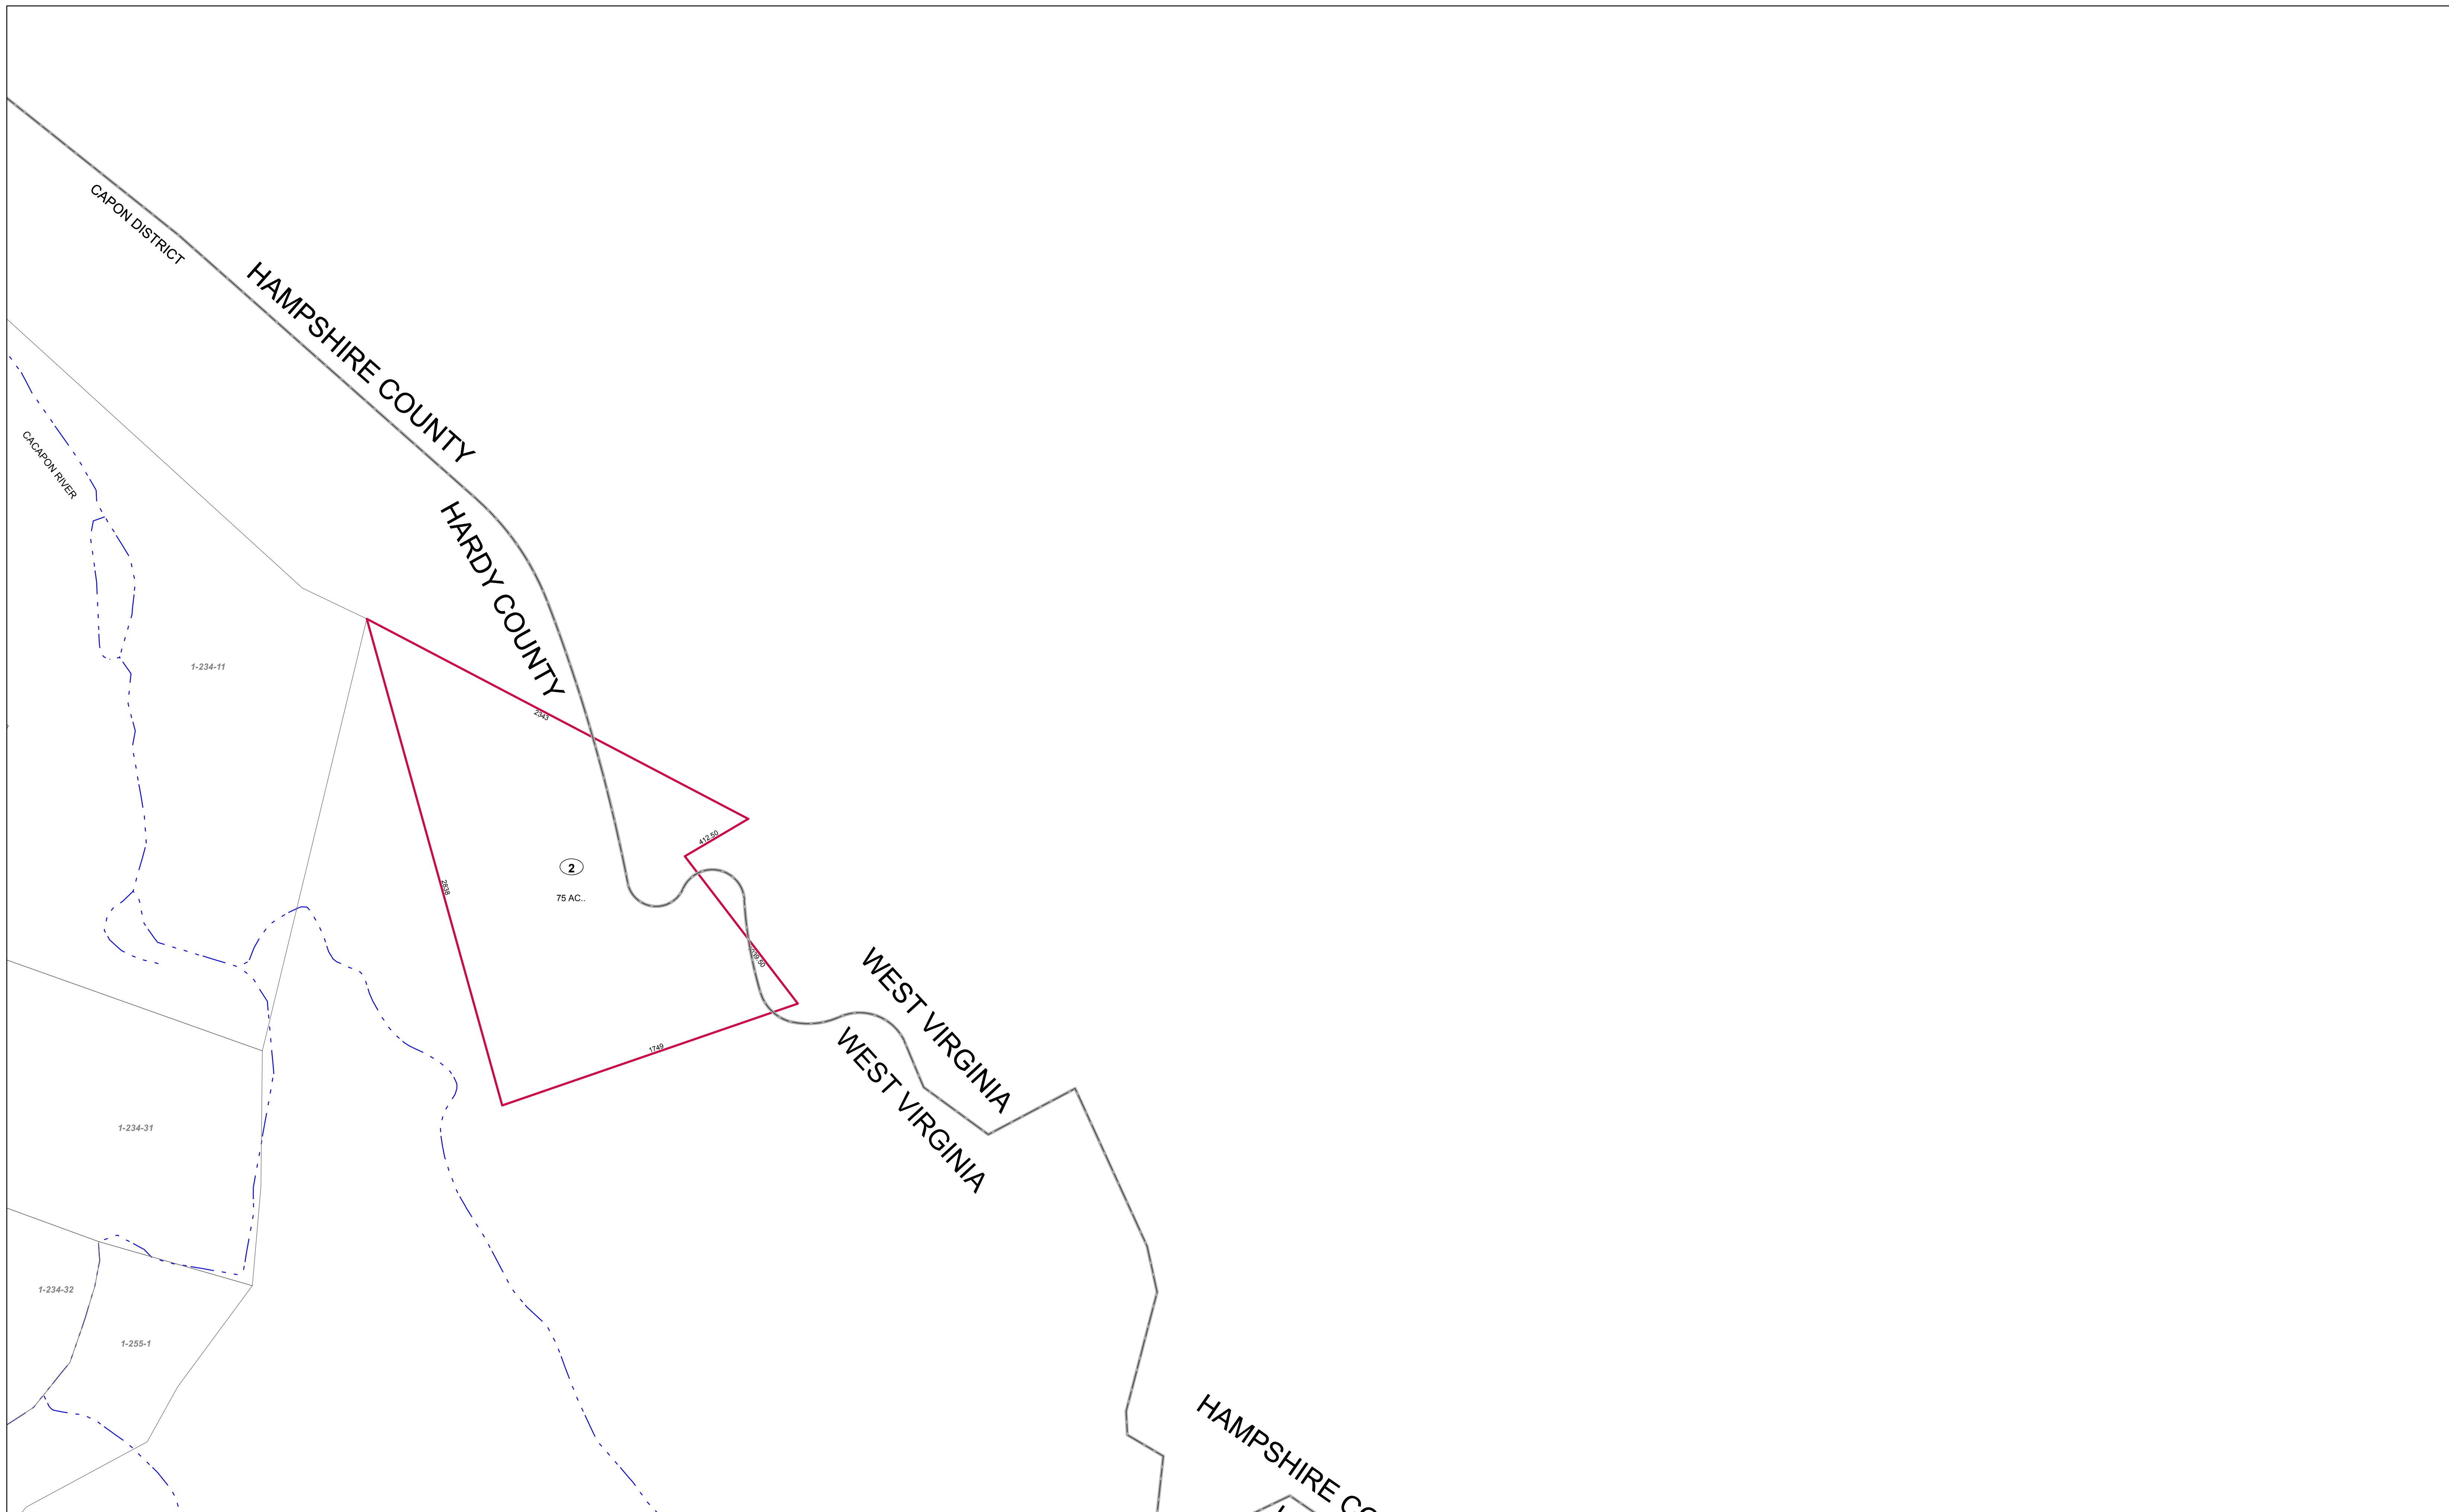 CAPON DISTRICT
HAMPSHIRE COUNTY
CACAPON RIVER
HARDY COUNTY
1-234-11
2343
412.50
2
2838
75 AC..
WEST VIRGINIA
WEST VIRGINIA
1749
1-234-31
1-234-32
1-255-1
HAMPSHIRE